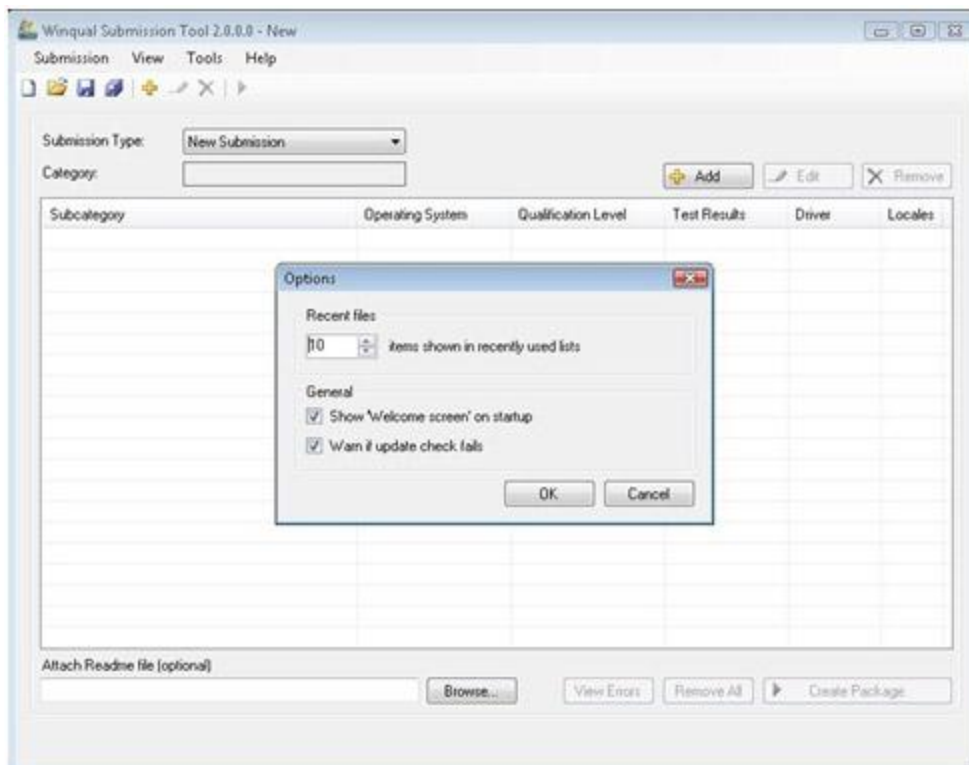 Winqual Submission Tool 2.0.0.0 - New
Submission View Tools Help
Submission Type: New Submission
Category:
Add Edit Remove
Subcategory Operating System Qualification Level Test Results Driver Locales
Options
Recent files
10 items shown in recently used lists
General
Show 'Welcome screen' on startup
Warn if update check fails
OK Cancel
Attach Readme file (optional)
Browse... View Errors Remove All Create Package